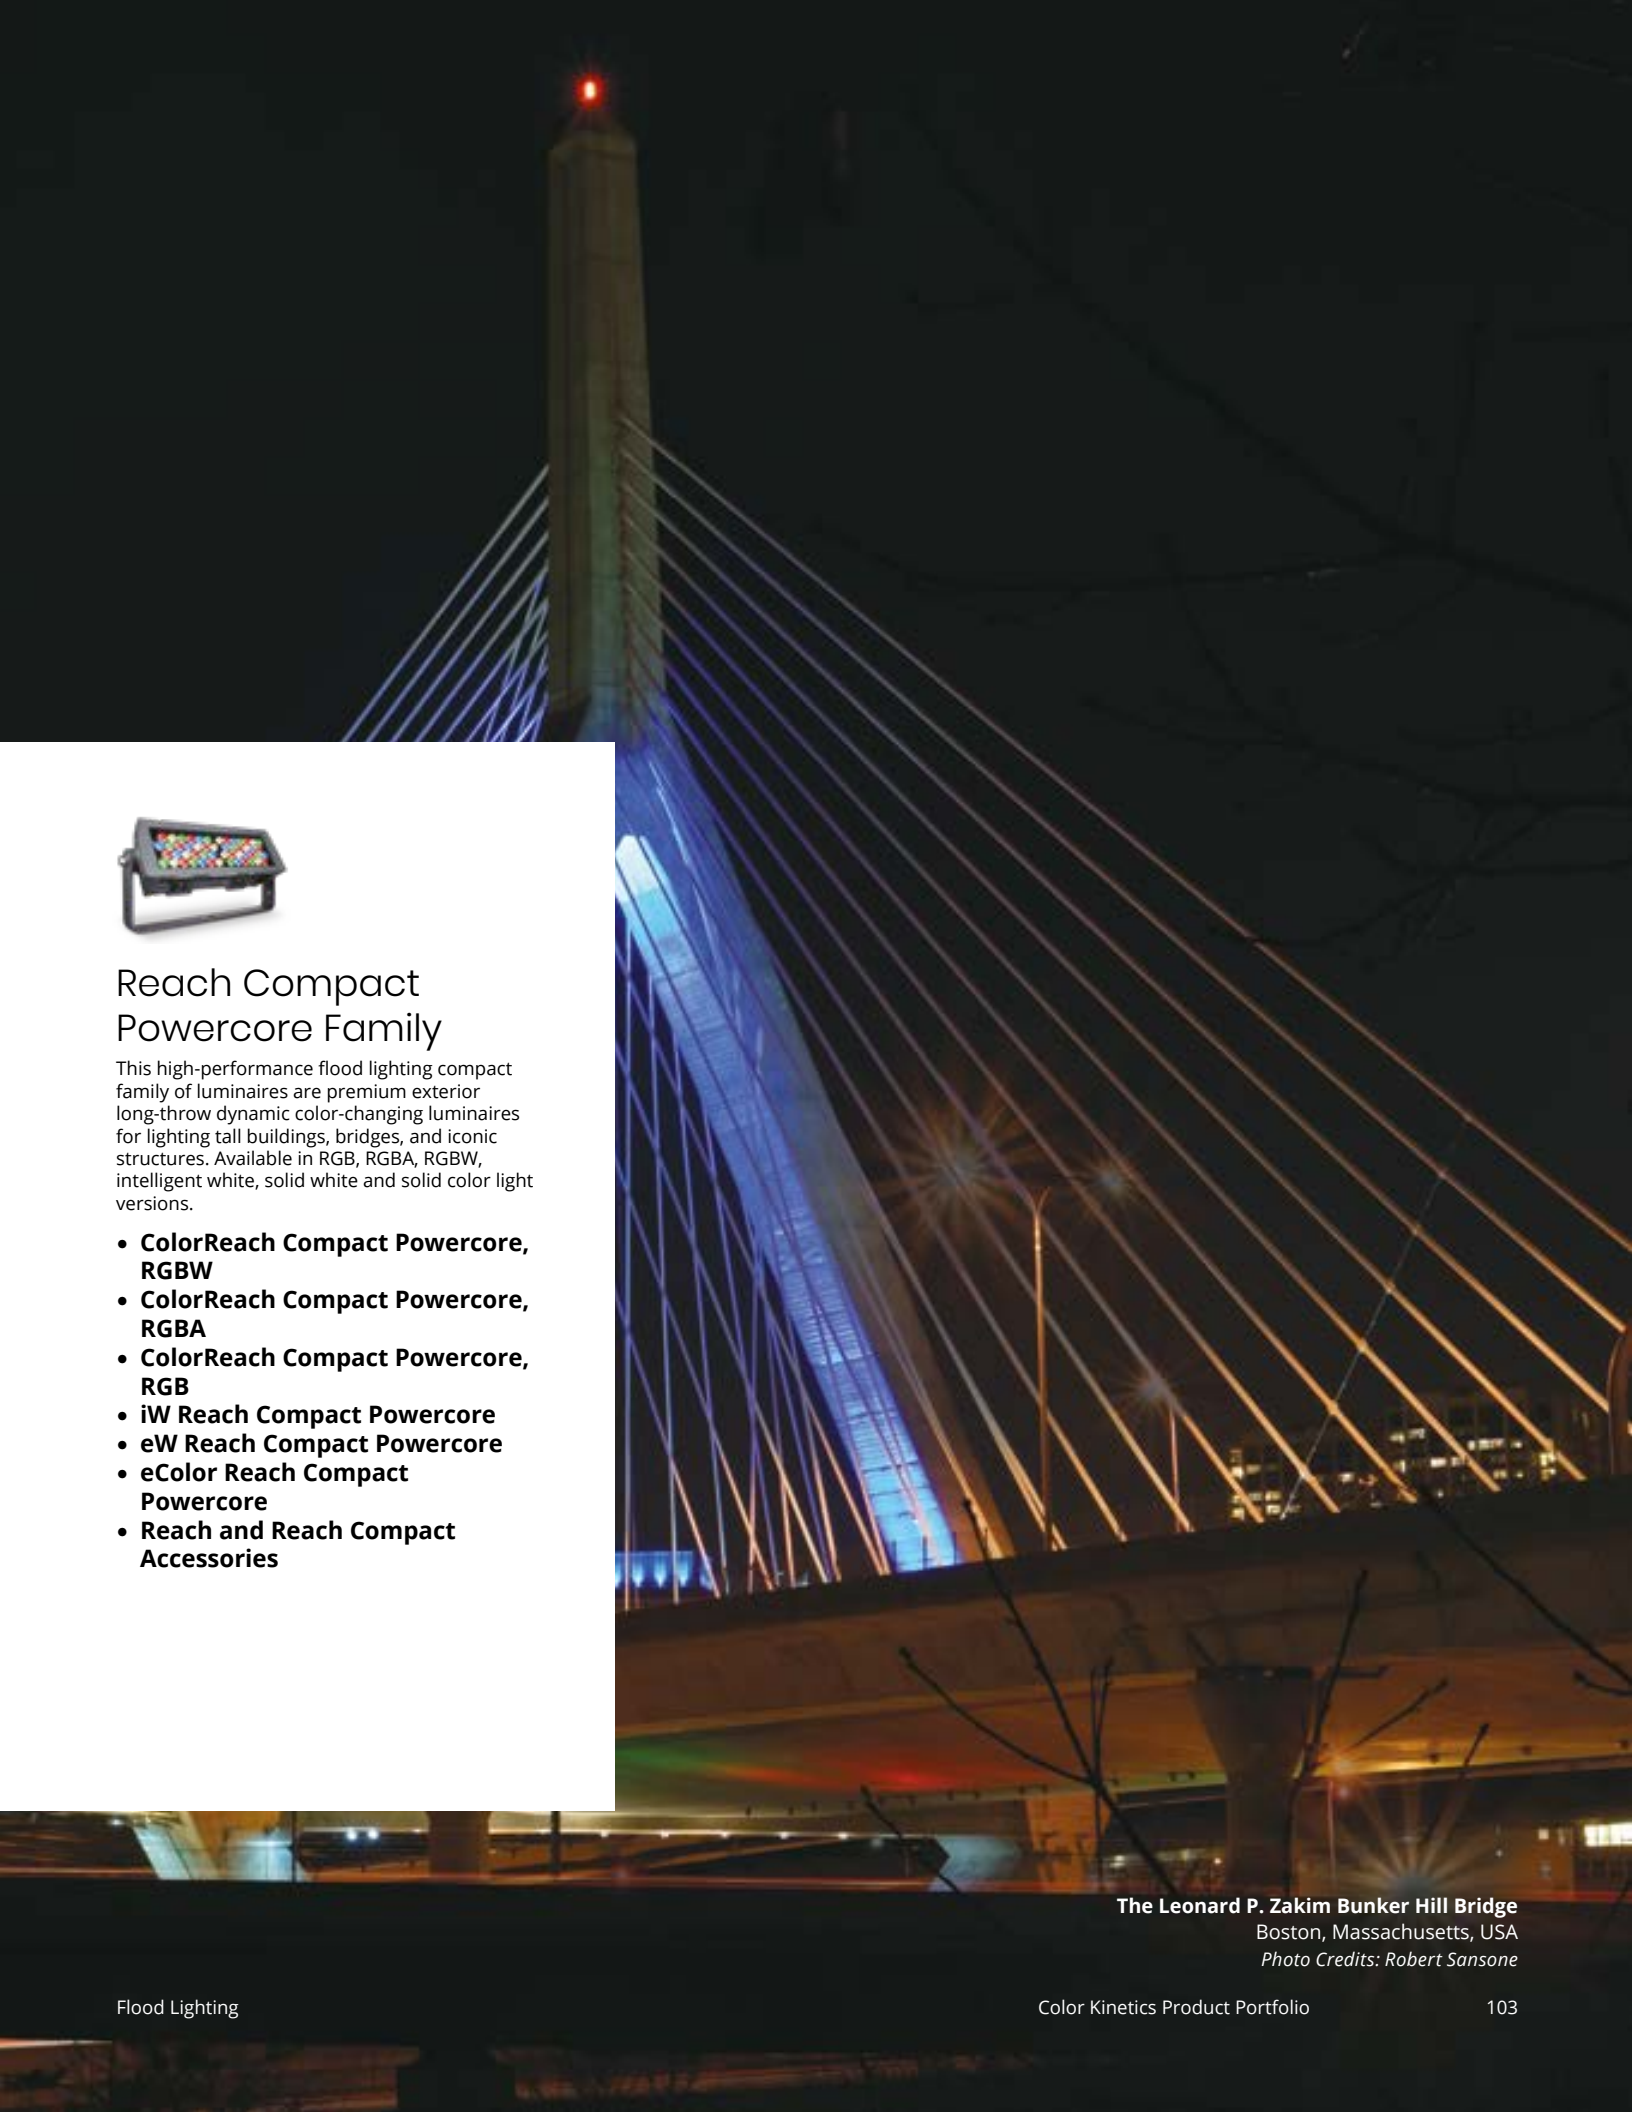 Reach Compact
Powercore Family
This high-performance flood lighting compact
family of luminaires are premium exterior
long-throw dynamic color-changing luminaires
for lighting tall buildings, bridges, and iconic
structures. Available in RGB, RGBA, RGBW,
intelligent white, solid white and solid color light
versions.
• ColorReach Compact Powercore,
RGBW
• ColorReach Compact Powercore,
RGBA
• ColorReach Compact Powercore,
RGB
• iW Reach Compact Powercore
• eW Reach Compact Powercore
• eColor Reach Compact
Powercore
• Reach and Reach Compact
Accessories
The Leonard P. Zakim Bunker Hill Bridge
Boston, Massachusetts, USA
Photo Credits: Robert Sansone
Flood Lighting
Color Kinetics Product Portfolio
103